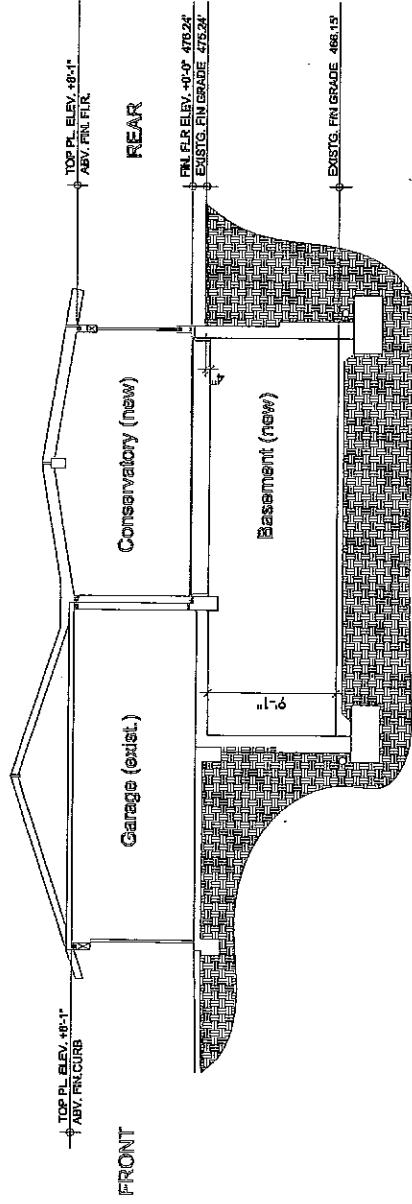 TOP PL. ELEV. +8'-1"
ABV. FIN. FLR.
REAR
FIN. FLR ELEV. +0'-0" 476.24'
EXISTG. FIN GRADE 475.24'
EXISTG. FIN GRADE 466.15'
Conservatory (new)
Basement (new)
Garage (exist.)
9'-1"
4"
TOP PL. ELEV. +8'-1"
ABV. FIN. CURB
FRONT